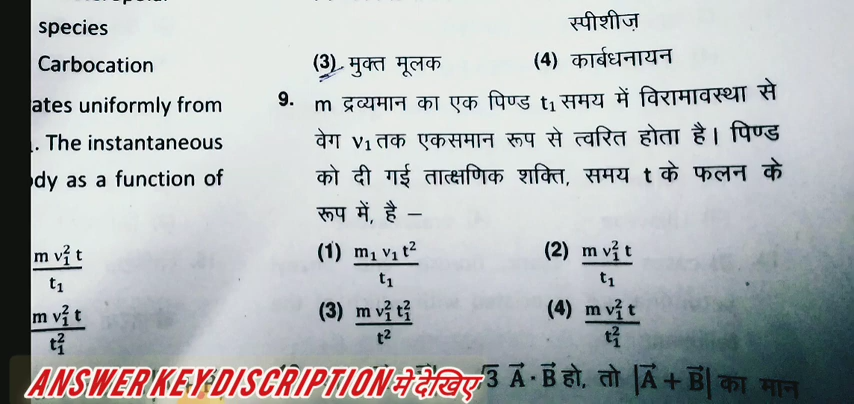 species
Carbocation
ates uniformly from
. The instantaneous
dy as a function of
m v₁² t / t₁
m v₁² t / t₁²
स्पीशीज़
(3) मुक्त मूलक (4) कार्बधनायन
9. m द्रव्यमान का एक पिण्ड t₁ समय में विरामावस्था से
वेग v₁ तक एकसमान रूप से त्वरित होता है। पिण्ड
को दी गई तात्क्षणिक शक्ति, समय t के फलन के
रूप में, है –
(1) m₁ v₁ t² / t₁ (2) m v₁² t / t₁
(3) m v₁² t₁² / t² (4) m v₁² t / t₁²
√3 A⃗ · B⃗ हो, तो |A⃗ + B⃗| का मान
ANSWER KEY DISCRIPTION मे देखिए